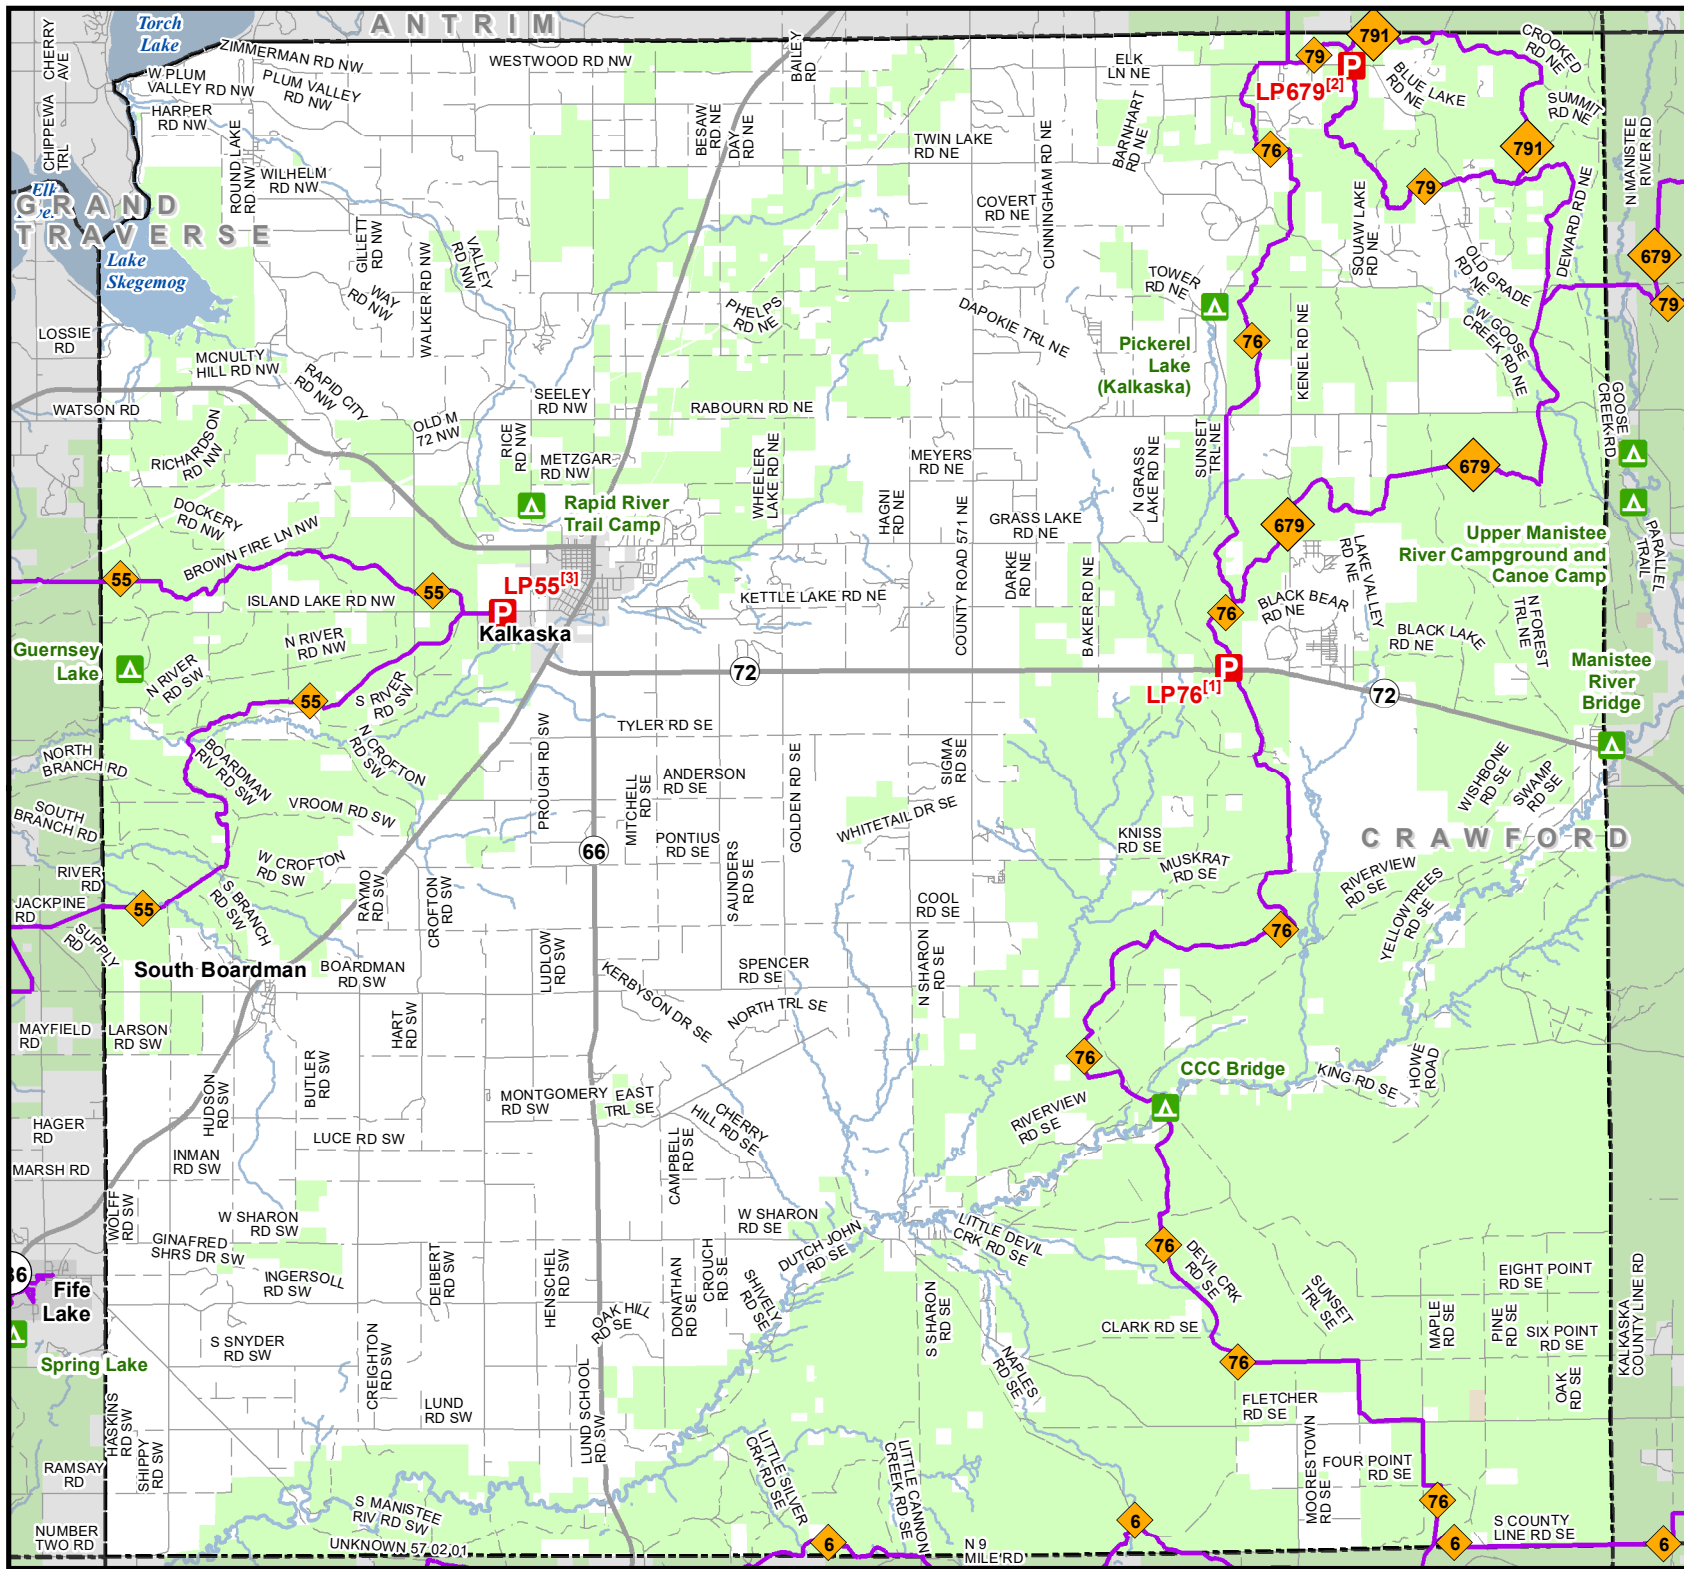 ANTRIM
Torch
Lake
CHERRY
AVE
ZIMMERMAN RD NW
WESTWOOD RD NW
BAILEY
RD
ELK
LN NE
79
791
CROOKED
RD NE
W PLUM
VALLEY RD NW
PLUM VALLEY
RD NW
LP679[2]
P
BLUE LAKE
RD NE
SUMMIT
RD NE
HARPER
RD NW
CHIPPEWA
TRL
ROUND LAKE
RD NW
WILHELM
RD NW
BESAW
RD NE
DAY
RD NE
TWIN LAKE
RD NE
BARNHART
RD NE
76
791
N MANISTEE
RIVER RD
79
GRAND
TRAVERSE
Lake
Skegemog
GILLETT
RD NW
WAY
RD NW
WALKER RD NW
VALLEY
RD NW
COVERT
RD NE
CUNNINGHAM RD NE
SQUAW LAKE
RD NE
OLD GRADE
RD NE
DEWARD RD NE
679
79
LOSSIE
RD
PHELPS
RD NE
DAPOKIE TRL NE
TOWER
RD NE
Pickerel
Lake
(Kalkaska)
76
KENEL RD NE
W GOOSE
CREEK RD NE
MCNULTY
HILL RD NW
RAPID CITY
RD NW
WATSON RD
OLD M
72 NW
SEELEY
RD NW
RABOURN RD NE
GOOSE
CREEK RD
RICHARDSON
RD NW
RICE
RD NW
METZGAR
RD NW
WHEELER
LAKE RD NE
MEYERS
RD NE
N GRASS
LAKE RD NE
SUNSET
TRL NE
679
DOCKERY
RD NW
BROWN FIRE LN NW
Rapid River
Trail Camp
HAGNI
RD NE
GRASS LAKE
RD NE
COUNTY ROAD 571 NE
DARKE
RD NE
BAKER RD NE
679
LAKE VALLEY
RD NE
Upper Manistee
River Campground and
Canoe Camp
PARALLEL
TRAIL
55
55
LP55[3]
P
ISLAND LAKE RD NW
Kalkaska
KETTLE LAKE RD NE
76
BLACK BEAR
RD NE
BLACK LAKE
RD NE
N FOREST
TRL NE
Guernsey
Lake
N RIVER
RD NW
N RIVER
RD SW
S RIVER
RD SW
55
72
P
LP76[1]
72
Manistee
River
Bridge
NORTH
BRANCH RD
BOARDMAN
RIV RD SW
N CROFTON
RD SW
TYLER RD SE
PROUGH RD SW
MITCHELL
RD SE
ANDERSON
RD SE
GOLDEN RD SE
SIGMA
RD SE
WISHBONE
RD SE
SWAMP
RD SE
SOUTH
BRANCH RD
VROOM RD SW
66
PONTIUS
RD SE
WHITETAIL DR SE
KNISS
RD SE
MUSKRAT
RD SE
CRAWFORD
RIVER
RD
W CROFTON
RD SW
RAYMO
RD SW
CROFTON
RD SW
SAUNDERS
RD SE
COOL
RD SE
RIVERVIEW
RD SE
YELLOWTREES
RD SE
JACKPINE
RD
55
S BRANCH
RD SW
SUPPLY
RD
76
South Boardman
BOARDMAN
RD SW
LUDLOW
RD SW
KERBYSON DR SE
SPENCER
RD SE
N SHARON
RD SE
MAYFIELD
RD
LARSON
RD SW
HART
RD SW
NORTH TRL SE
76
CCC Bridge
HOWE
ROAD
KING RD SE
HUDSON
RD SW
BUTLER
RD SW
MONTGOMERY
RD SW
EAST
TRL SE
CHERRY
HILL RD SE
RIVERVIEW
RD SE
HAGER
RD
LUCE RD SW
CAMPBELL
RD SE
MARSH RD
INMAN
RD SW
WOLFF
RD SW
W SHARON
RD SW
W SHARON
RD SE
DUTCH JOHN
RD SE
LITTLE DEVIL
CRK RD SE
76
DEVIL CRK
RD SE
GINAFRED
SHRS DR SW
INGERSOLL
RD SW
DEIBERT
RD SW
HENSCHEL
RD SW
OAK HILL
RD SE
DONATHAN
RD SE
CROUCH
RD SE
SHIVELY
RD SE
S SHARON
RD SE
SUNSET
TRL SE
EIGHT POINT
RD SE
KALKASKA
COUNTY LINE RD
Fife
Lake
CLARK RD SE
MAPLE
RD SE
PINE
RD SE
SIX POINT
RD SE
Spring Lake
S SNYDER
RD SW
CREIGHTON
RD SW
NAPLES
RD SE
76
OAK
RD SE
HASKINS
RD SW
LUND
RD SW
LUND SCHOOL
RD SW
FLETCHER
RD SE
MOORESTOWN
RD SE
FOUR POINT
RD SE
RAMSAY
RD
SHIPPY
RD SW
LITTLE SILVER
CRK RD SE
LITTLE CANNON
CREEK RD SE
76
NUMBER
TWO RD
S MANISTEE
RIV RD SW
UNKNOWN 57 02 01
6
N 9
MILE RD
6
S COUNTY
LINE RD SE
6
6